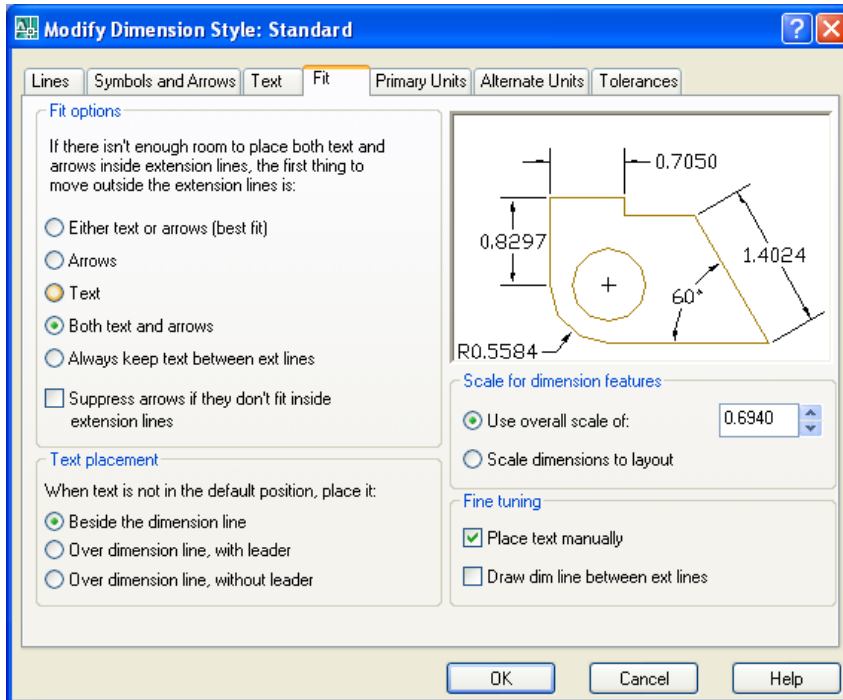 Modify Dimension Style: Standard
Lines
Symbols and Arrows
Text
Fit
Primary Units
Alternate Units
Tolerances
Fit options
If there isn't enough room to place both text and
arrows inside extension lines, the first thing to
move outside the extension lines is:
Either text or arrows (best fit)
Arrows
Text
Both text and arrows
Always keep text between ext lines
Suppress arrows if they don't fit inside
extension lines
Text placement
When text is not in the default position, place it:
Beside the dimension line
Over dimension line, with leader
Over dimension line, without leader
0.7050
0.8297
1.4024
60°
R0.5584
Scale for dimension features
Use overall scale of:
0.6940
Scale dimensions to layout
Fine tuning
Place text manually
Draw dim line between ext lines
OK
Cancel
Help